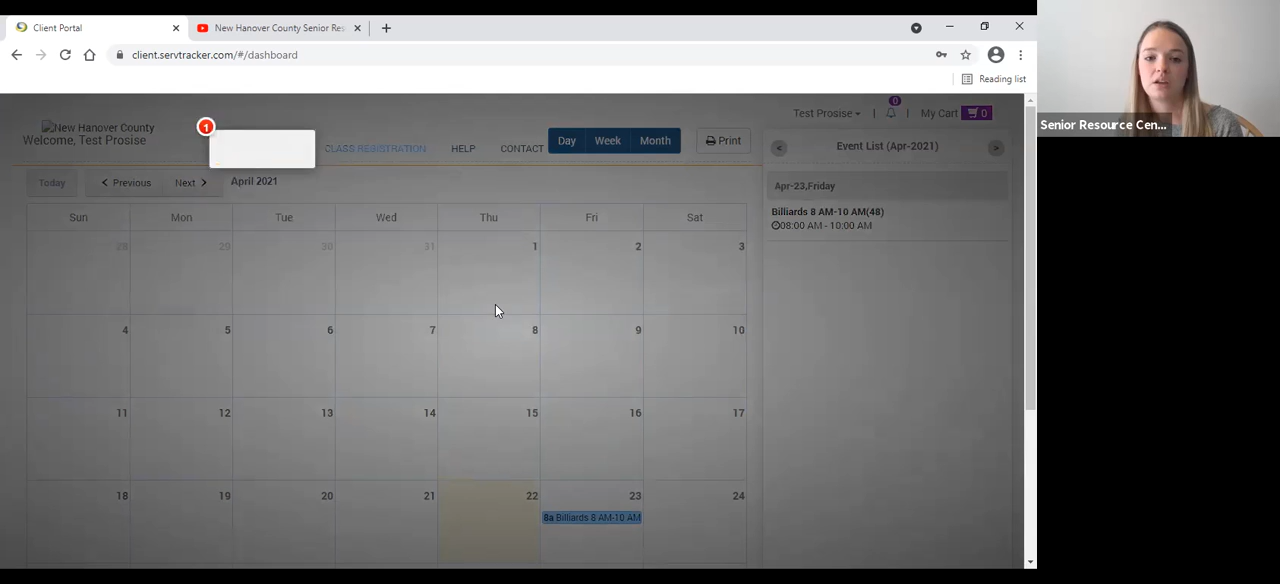 Client Portal
New Hanover County Senior Res
client.servtracker.com/#/dashboard
Reading list
New Hanover County
Welcome, Test Prosise
1
CLASS REGISTRATION
HELP
CONTACT
Day Week Month
Print
Test Prosise
0
My Cart 0
Today
Previous
Next
April 2021
Event List (Apr-2021)
Apr-23,Friday
Billiards 8 AM-10 AM(48)
08:00 AM - 10:00 AM
Sun Mon Tue Wed Thu Fri Sat
28 29 30 31 1 2 3
4 5 6 7 8 9 10
11 12 13 14 15 16 17
18 19 20 21 22 23 24
8a Billiards 8 AM-10 AM
Senior Resource Cen...